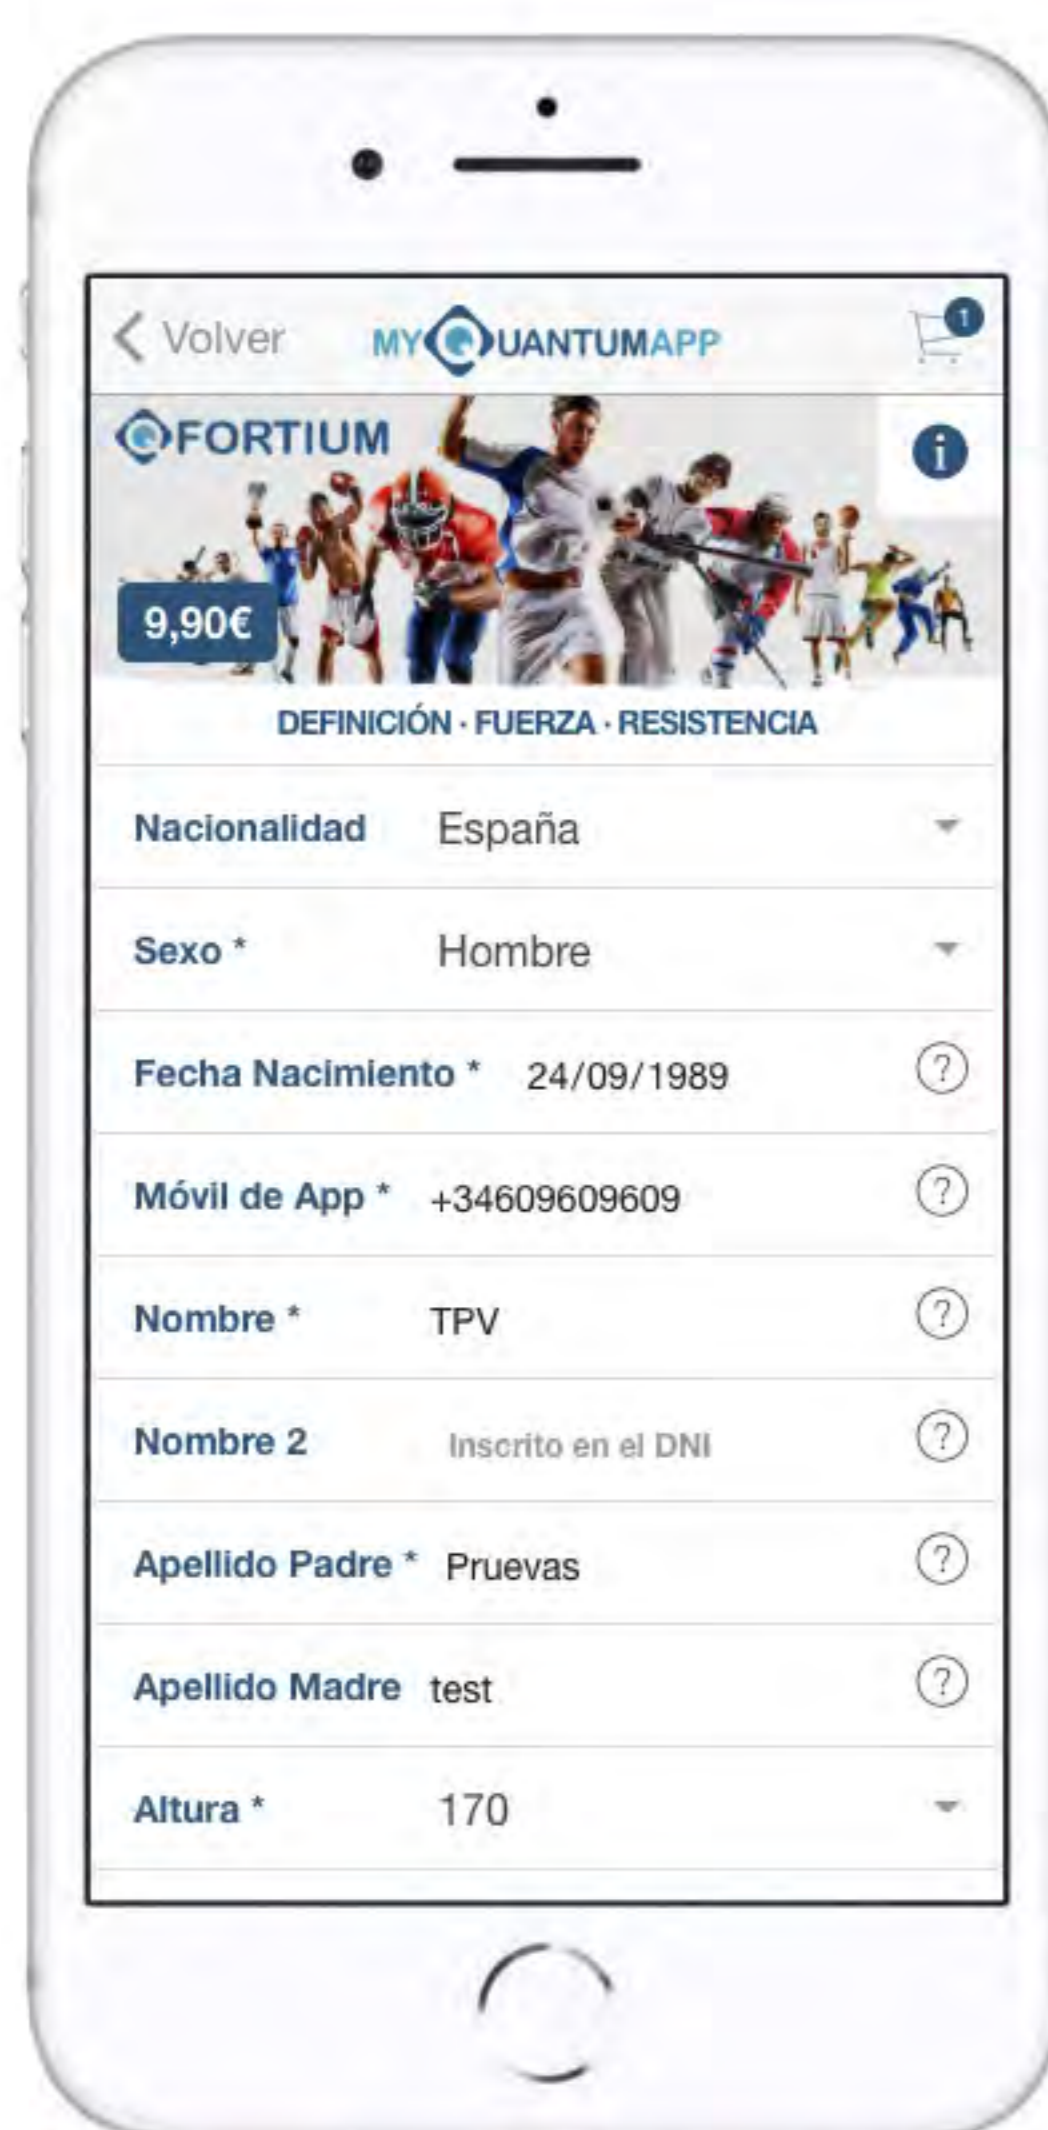 Volver MYQUANTUMAPP 1
QFORTIUM i
9,90€
DEFINICIÓN · FUERZA · RESISTENCIA
Nacionalidad España
Sexo * Hombre
Fecha Nacimiento * 24/09/1989 ?
Móvil de App * +34609609609 ?
Nombre * TPV ?
Nombre 2 Inscrito en el DNI ?
Apellido Padre * Pruevas ?
Apellido Madre test ?
Altura * 170